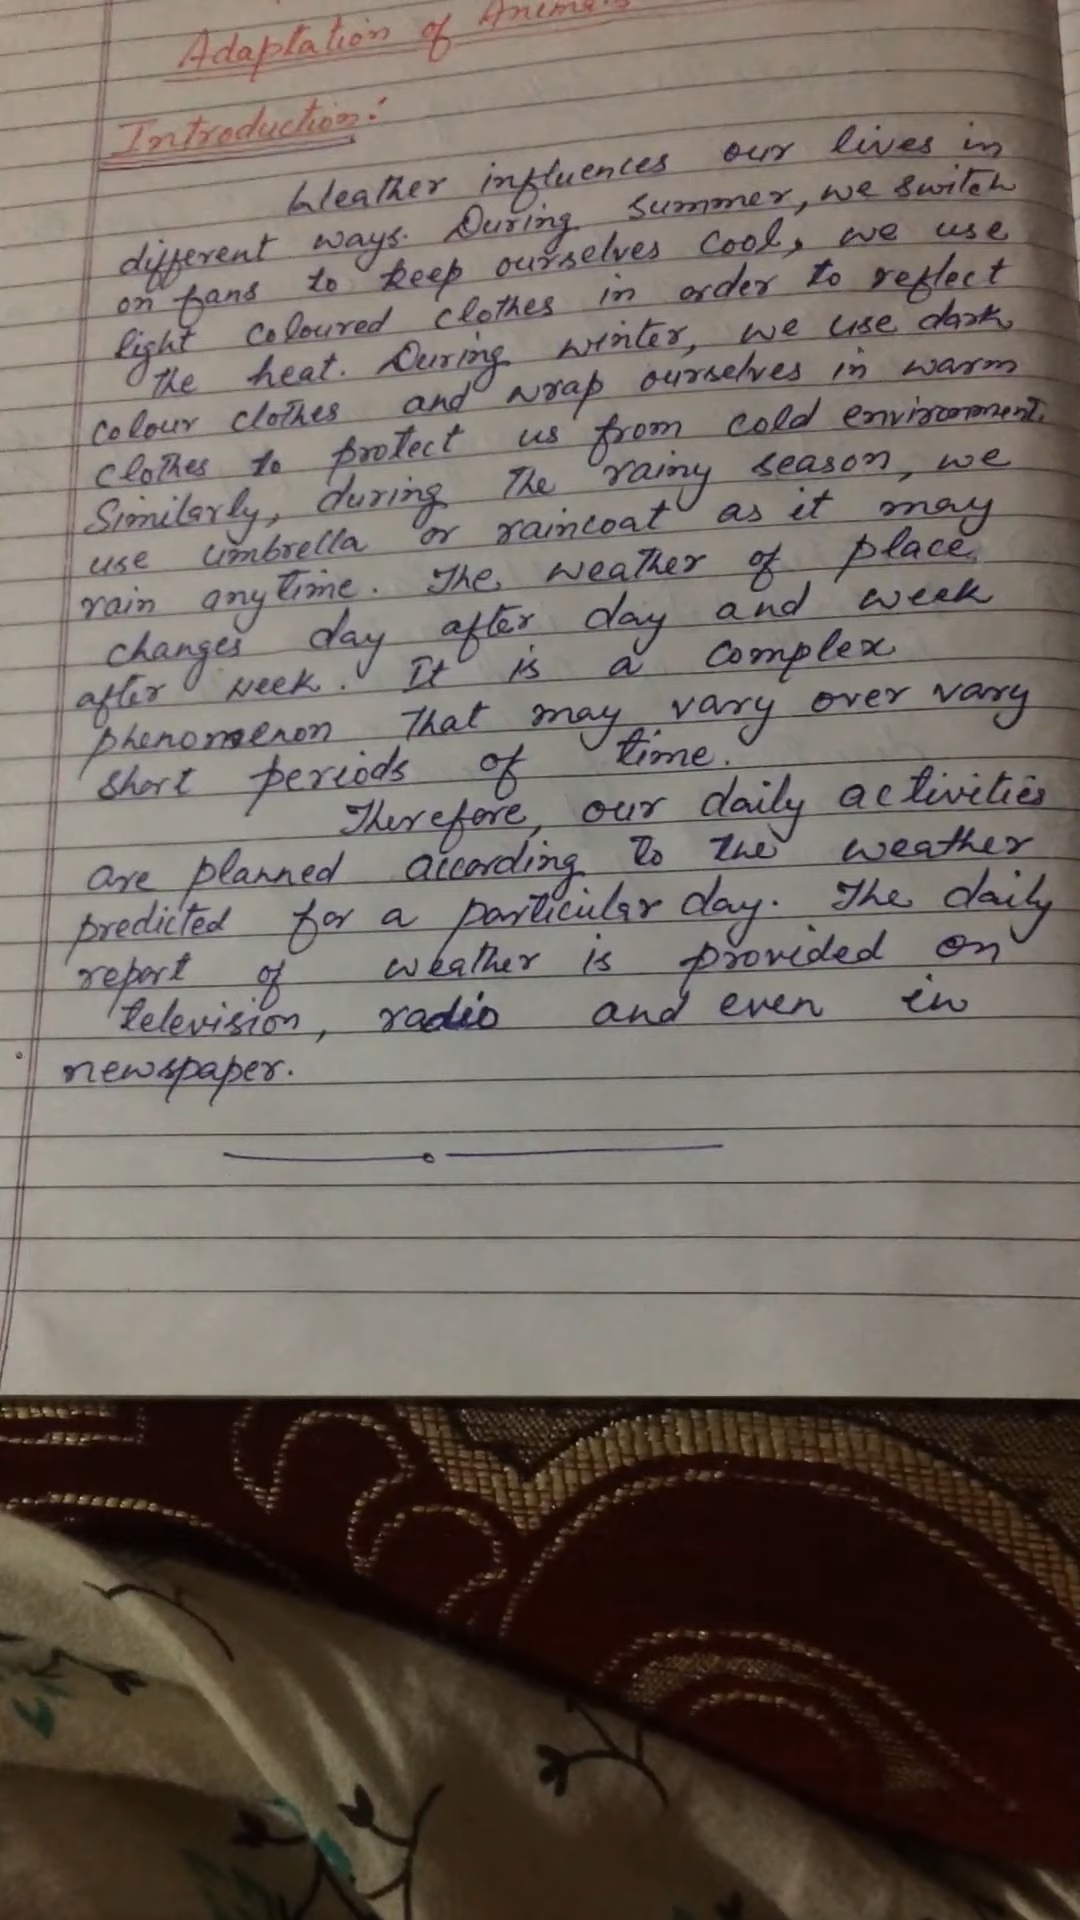 Adaptation of Animals
Introduction:
Weather influences our lives in
different ways. During summer, we switch
on fans to keep ourselves cool, we use
light coloured clothes in order to reflect
the heat. During winter, we use dark
colour clothes and wrap ourselves in warm
clothes to protect us from cold environment.
Similarly, during the rainy season, we
use umbrella or raincoat as it may
rain anytime. The weather of place
changes day after day and week
after week. It is a complex
phenomenon that may vary over vary
short periods of time.
Therefore, our daily activities
are planned according to the weather
predicted for a particular day. The daily
report of weather is provided on
television, radio and even in
newspaper.